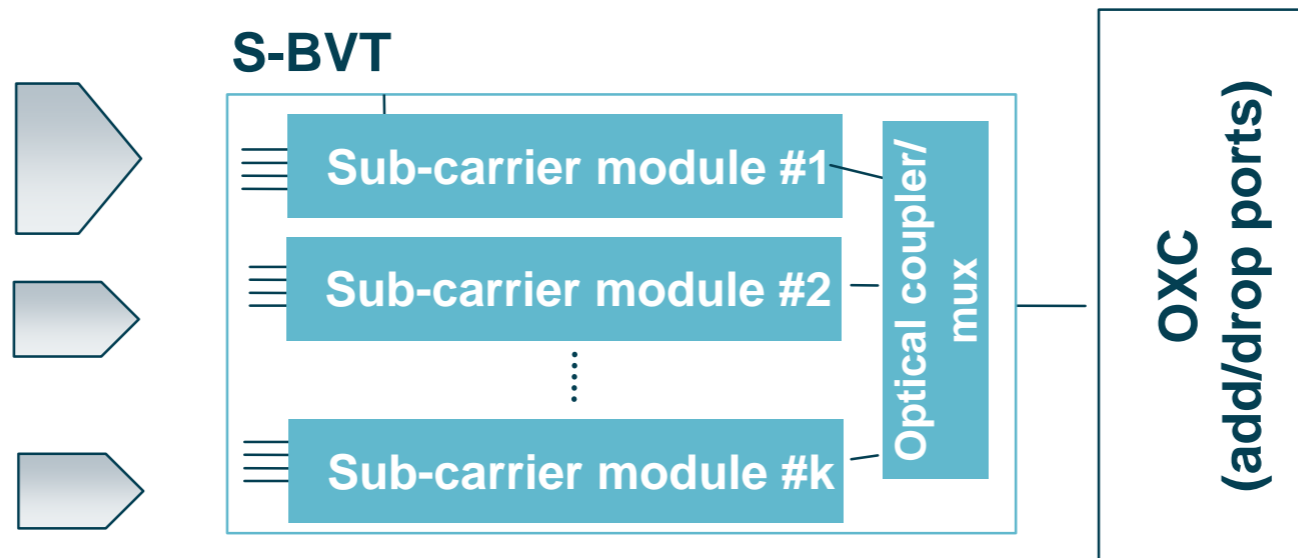 S-BVT
Sub-carrier module #1
Sub-carrier module #2
Sub-carrier module #k
Optical coupler/
mux
OXC
(add/drop ports)